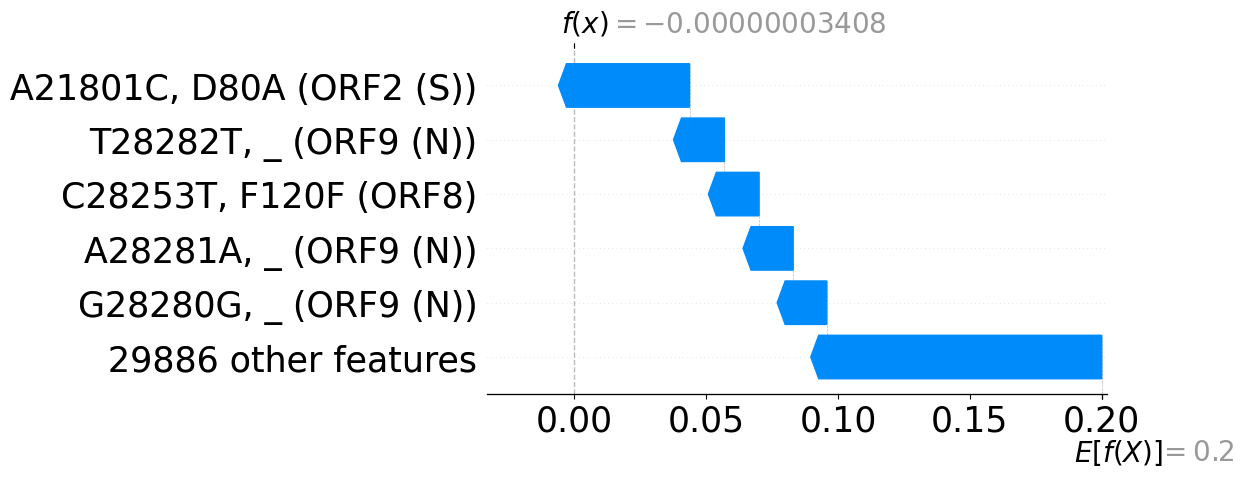 f(x) = −0.00000003408
A21801C, D80A (ORF2 (S))
T28282T, _ (ORF9 (N))
C28253T, F120F (ORF8)
A28281A, _ (ORF9 (N))
G28280G, _ (ORF9 (N))
29886 other features
0.00 0.05 0.10 0.15 0.20
E[f(X)] = 0.2